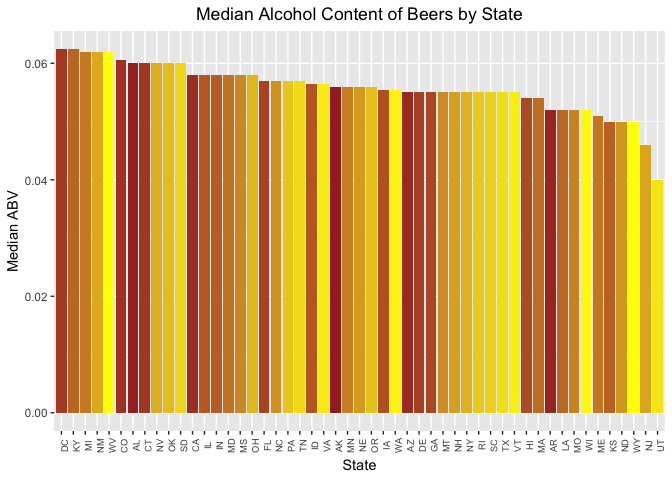 Median Alcohol Content of Beers by State
0.06
0.04
0.02
0.00
Median ABV
DC KY MI NM WV CO AL CT NV OK SD CA IL IN MD MS OH FL NC PA TN ID VA AK MN NE OR IA WA AZ DE GA MT NH NY RI SC TX VT HI MA AR LA MO WI ME KS ND WY NJ UT
State